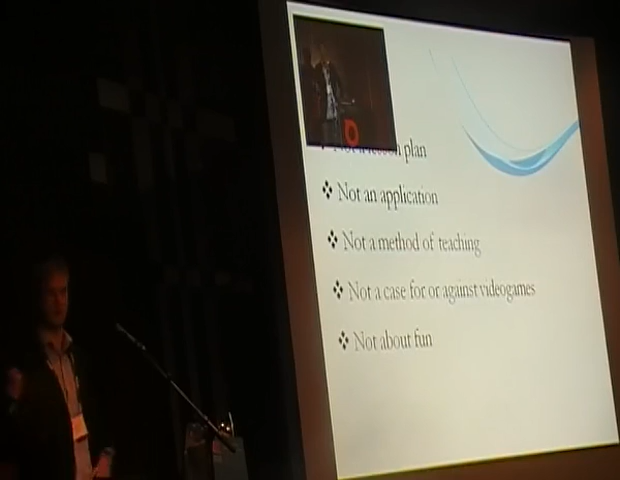 plan
Not an application
Not a method of teaching
Not a case for or against videogames
Not about fun